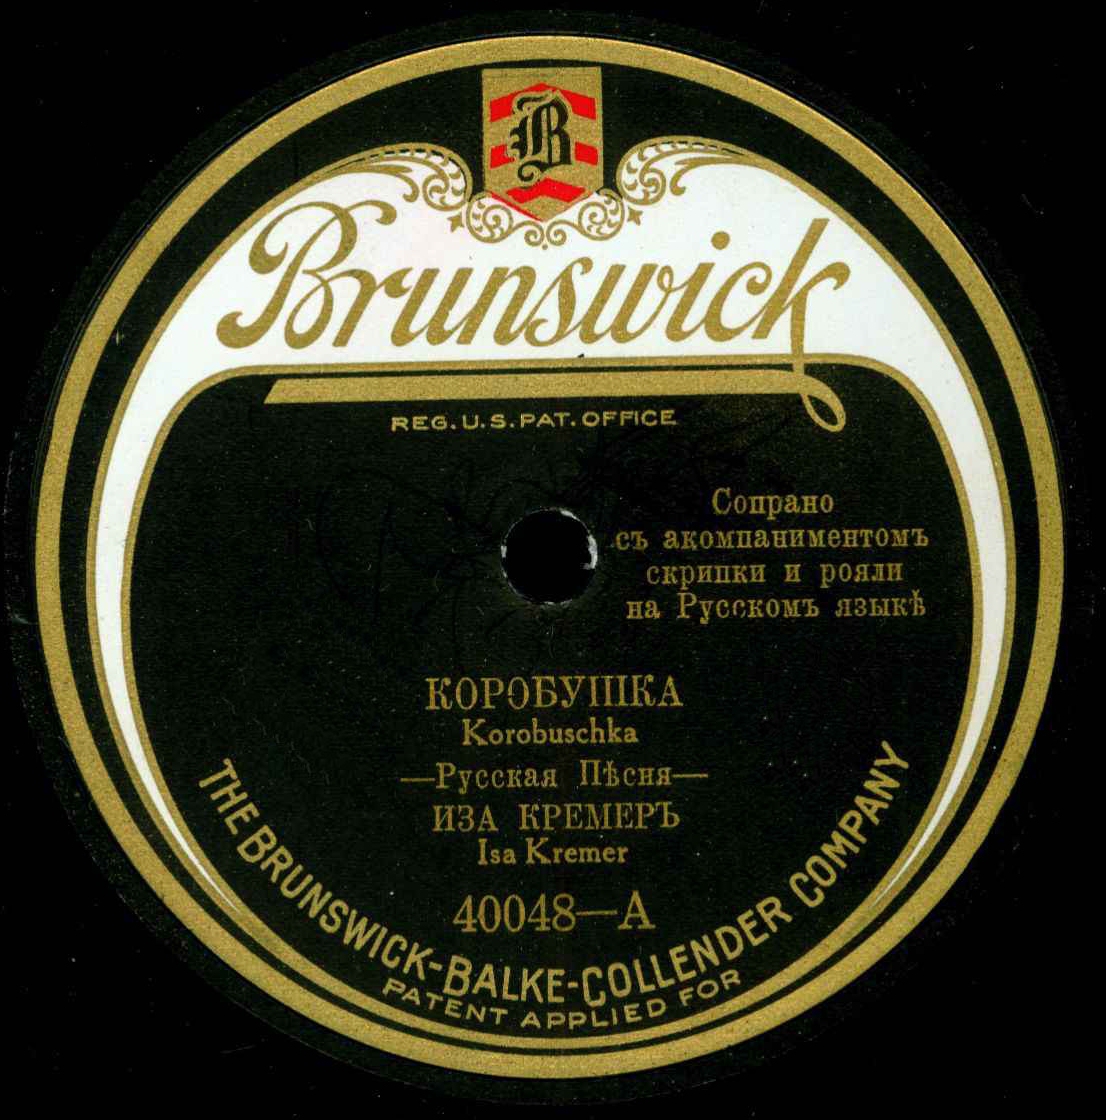 B
Brunswick
REG. U.S. PAT. OFFICE
Сопрано
съ акомпаниментомъ
скрипки и рояли
на Русскомъ языкѣ
КОРОБУШКА
Korobuschka
—Русская Пѣсня—
ИЗА КРЕМЕРЪ
Isa Kremer
40048—A
THE BRUNSWICK-BALKE-COLLENDER COMPANY
PATENT APPLIED FOR